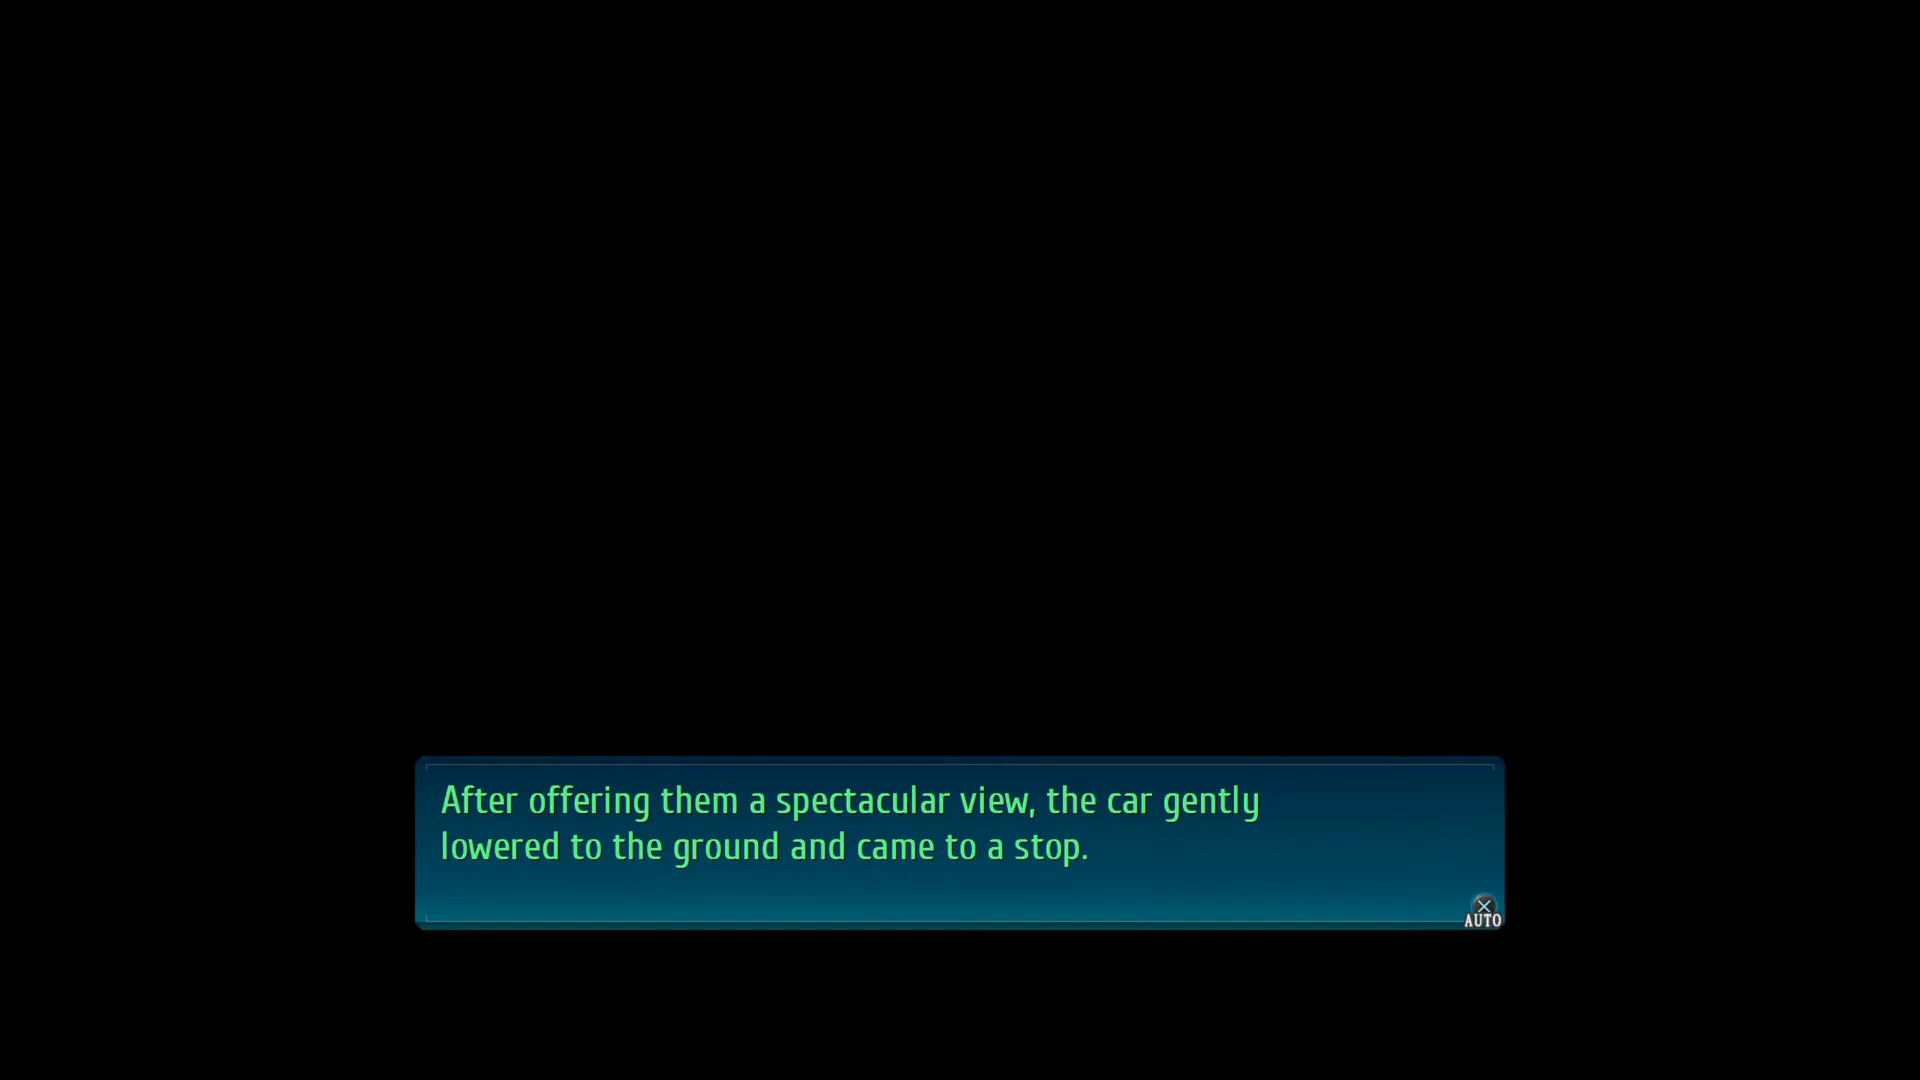 After offering them a spectacular view, the car gently
lowered to the ground and came to a stop.
AUTO